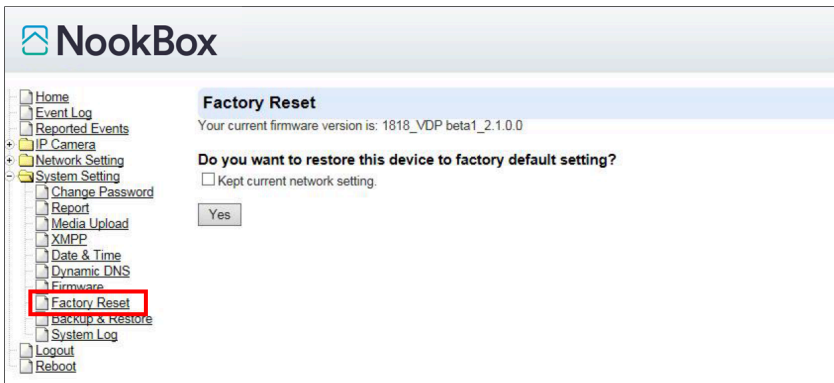 NookBox
Home
Event Log
Reported Events
IP Camera
Network Setting
System Setting
Change Password
Report
Media Upload
XMPP
Date & Time
Dynamic DNS
Firmware
Factory Reset
Backup & Restore
System Log
Logout
Reboot
Factory Reset
Your current firmware version is: 1818_VDP beta1_2.1.0.0
Do you want to restore this device to factory default setting?
Kept current network setting.
Yes